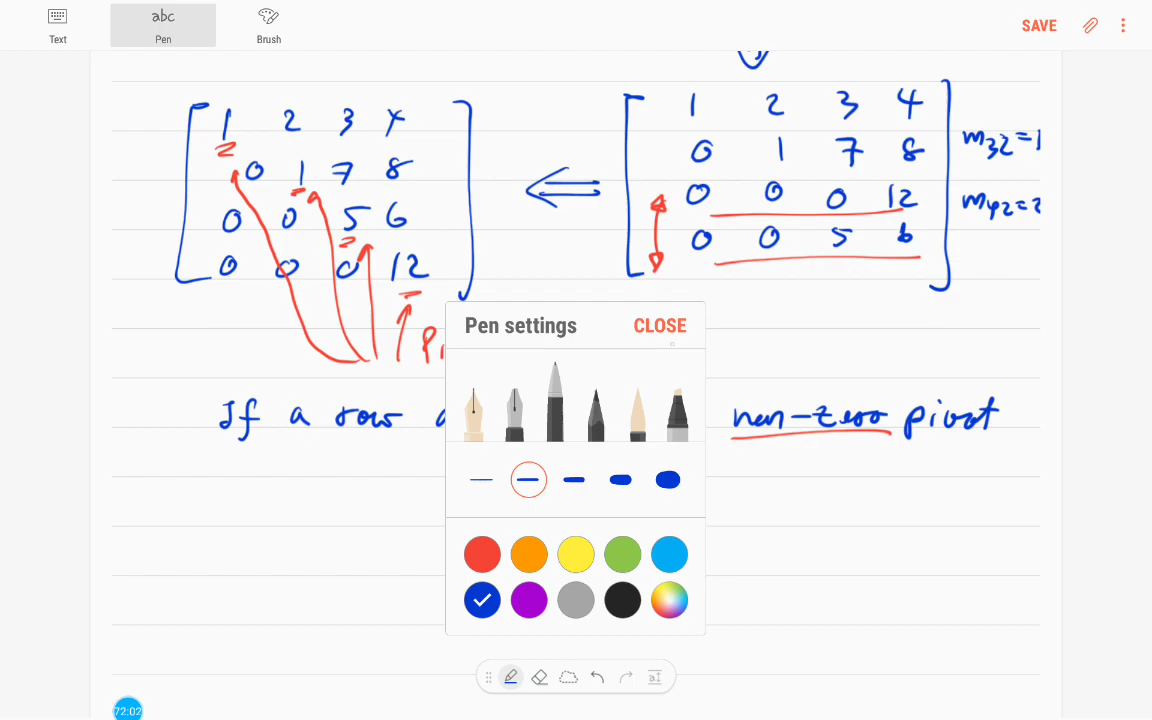 Text
abc
Pen
Brush
SAVE
1 2 3 4
0 1 7 8
0 0 5 6
0 0 0 12
1 2 3 4
0 1 7 8
0 0 0 12
0 0 5 6
m32=1
m42=2
Pen settings CLOSE
If a row non-zero pivot
72:02